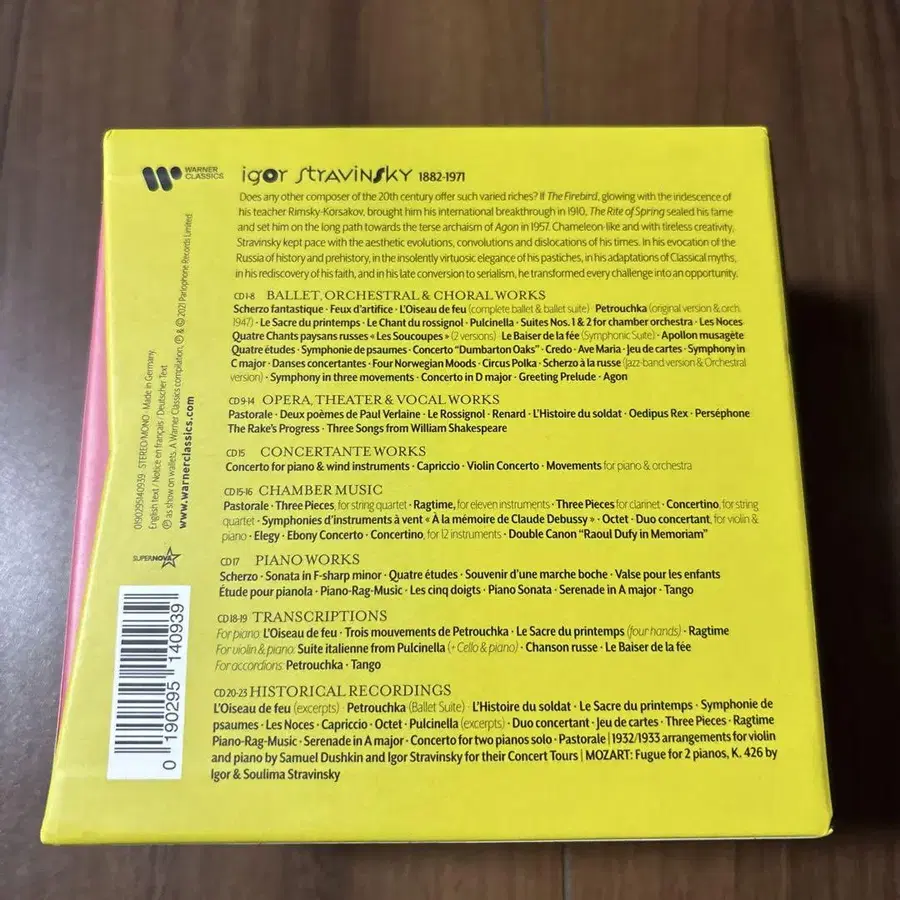 WARNER
CLASSICS
igor stravinsky 1882-1971
Does any other composer of the 20th century offer such varied riches? If The Firebird, glowing with the iridescence of
his teacher Rimsky-Korsakov, brought him his international breakthrough in 1910, The Rite of Spring sealed his fame
and set him on the long path towards the terse archaism of Agon in 1957. Chameleon-like and with tireless creativity,
Stravinsky kept pace with the aesthetic evolutions, convolutions and dislocations of his times. In his evocation of the
Russia of history and prehistory, in the insolently virtuosic elegance of his pastiches, in his adaptations of Classical myths,
in his rediscovery of his faith, and in his late conversion to serialism, he transformed every challenge into an opportunity.
CD 1-8 BALLET, ORCHESTRAL & CHORAL WORKS
Scherzo fantastique · Feux d'artifice · L'Oiseau de feu (complete ballet & ballet suite) · Petrouchka (original version & orch.
1947) · Le Sacre du printemps · Le Chant du rossignol · Pulcinella · Suites Nos. 1 & 2 for chamber orchestra · Les Noces
Quatre Chants paysans russes « Les Soucoupes » (2 versions) · Le Baiser de la fée (Symphonic Suite) · Apollon musagète
Quatre études · Symphonie de psaumes · Concerto "Dumbarton Oaks" · Credo · Ave Maria · Jeu de cartes · Symphony in
C major · Danses concertantes · Four Norwegian Moods · Circus Polka · Scherzo à la russe (Jazz-band version & Orchestral
version) · Symphony in three movements · Concerto in D major · Greeting Prelude · Agon
CD 9-14 OPERA, THEATER & VOCAL WORKS
Pastorale · Deux poèmes de Paul Verlaine · Le Rossignol · Renard · L'Histoire du soldat · Oedipus Rex · Perséphone
The Rake's Progress · Three Songs from William Shakespeare
CD 15 CONCERTANTE WORKS
Concerto for piano & wind instruments · Capriccio · Violin Concerto · Movements for piano & orchestra
CD 15-16 CHAMBER MUSIC
Pastorale · Three Pieces, for string quartet · Ragtime, for eleven instruments · Three Pieces for clarinet · Concertino, for string
quartet · Symphonies d'instruments à vent « À la mémoire de Claude Debussy » · Octet · Duo concertant, for violin &
piano · Elegy · Ebony Concerto · Concertino, for 12 instruments · Double Canon "Raoul Dufy in Memoriam"
CD 17 PIANO WORKS
Scherzo · Sonata in F-sharp minor · Quatre études · Souvenir d'une marche boche · Valse pour les enfants
Étude pour pianola · Piano-Rag-Music · Les cinq doigts · Piano Sonata · Serenade in A major · Tango
CD 18-19 TRANSCRIPTIONS
For piano: L'Oiseau de feu · Trois mouvements de Petrouchka · Le Sacre du printemps (four hands) · Ragtime
For violin & piano: Suite italienne from Pulcinella (+ Cello & piano) · Chanson russe · Le Baiser de la fée
For accordions: Petrouchka · Tango
CD 20-23 HISTORICAL RECORDINGS
L'Oiseau de feu (excerpts) · Petrouchka (Ballet Suite) · L'Histoire du soldat · Le Sacre du printemps · Symphonie de
psaumes · Les Noces · Capriccio · Octet · Pulcinella (excerpts) · Duo concertant · Jeu de cartes · Three Pieces · Ragtime
Piano-Rag-Music · Serenade in A major · Concerto for two pianos solo · Pastorale | 1932/1933 arrangements for violin
and piano by Samuel Dushkin and Igor Stravinsky for their Concert Tours | MOZART: Fugue for 2 pianos, K. 426 by
Igor & Soulima Stravinsky
0190295140939 · STEREO/MONO · Made in Germany.
English text / Notice en français / Deutscher Text
℗ as show on wallets. A Warner Classics compilation, ℗ & © 2021 Parlophone Records Limited
www.warnerclassics.com
SUPERNOVA
0 190295 140939